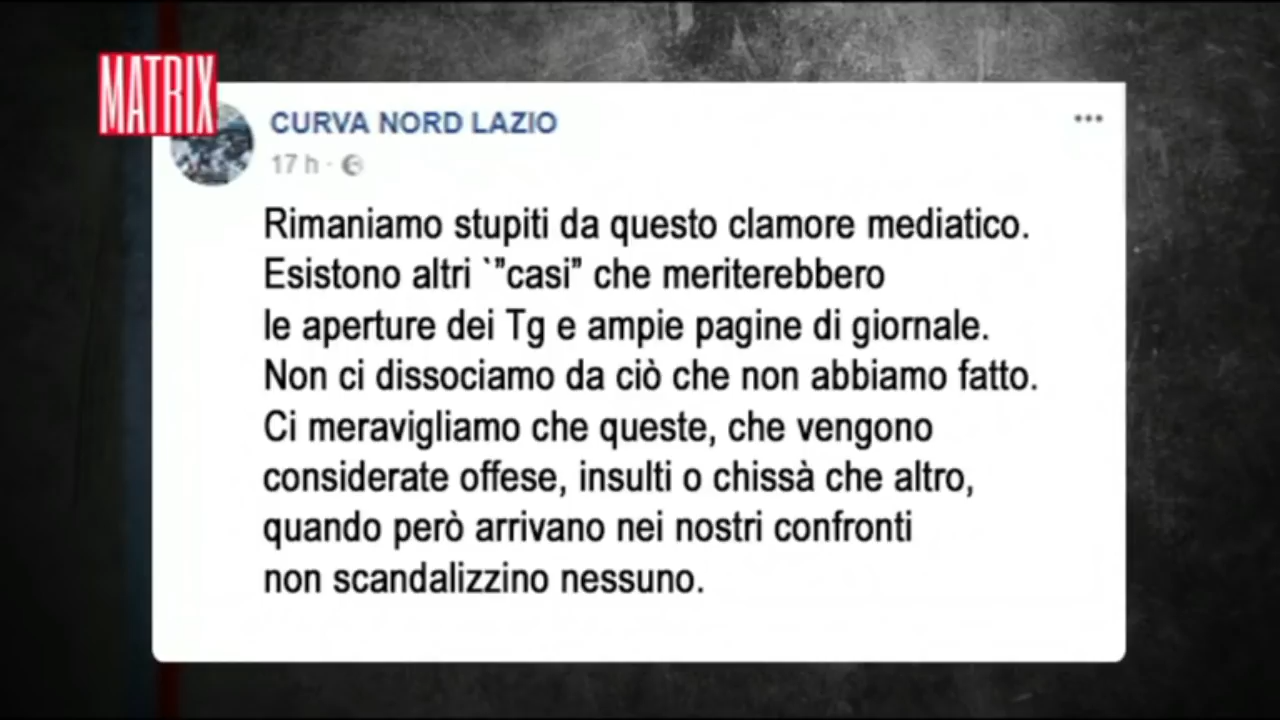 MATRIX
CURVA NORD LAZIO
17 h ·
Rimaniamo stupiti da questo clamore mediatico.
Esistono altri `”casi” che meriterebbero
le aperture dei Tg e ampie pagine di giornale.
Non ci dissociamo da ciò che non abbiamo fatto.
Ci meravigliamo che queste, che vengono
considerate offese, insulti o chissà che altro,
quando però arrivano nei nostri confronti
non scandalizzino nessuno.